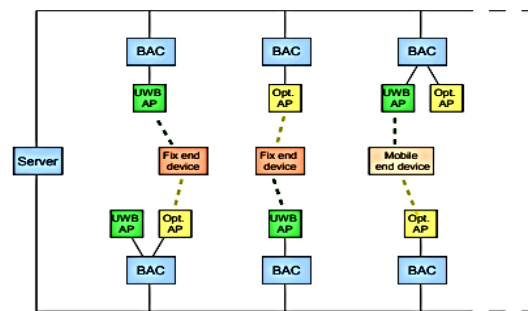 BAC BAC BAC
UWB AP Opt. AP UWB AP Opt. AP
Server Fix end device Fix end device Mobile end device
UWB AP Opt. AP UWB AP Opt. AP
BAC BAC BAC